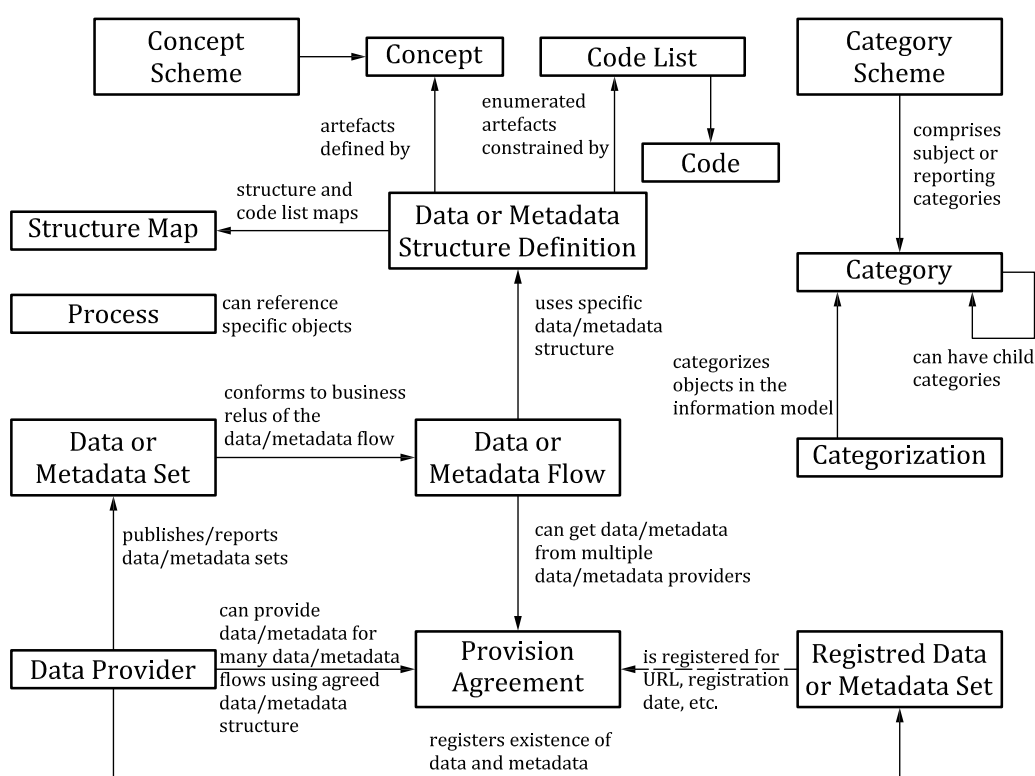 Concept
Scheme
Concept
Code List
Category
Scheme
artefacts
defined by
enumerated
artefacts
constrained by
Code
comprises
subject or
reporting
categories
structure and
code list maps
Structure Map
Data or Metadata
Structure Definition
Category
Process
can reference
specific objects
uses specific
data/metadata
structure
can have child
categories
categorizes
objects in the
information model
conforms to business
relus of the
data/metadata flow
Data or
Metadata Set
Data or
Metadata Flow
Categorization
publishes/reports
data/metadata sets
can get data/metadata
from multiple
data/metadata providers
can provide
data/metadata for
many data/metadata
flows using agreed
data/metadata
structure
Data Provider
Provision
Agreement
is registered for
URL, registration
date, etc.
Registred Data
or Metadata Set
registers existence of
data and metadata